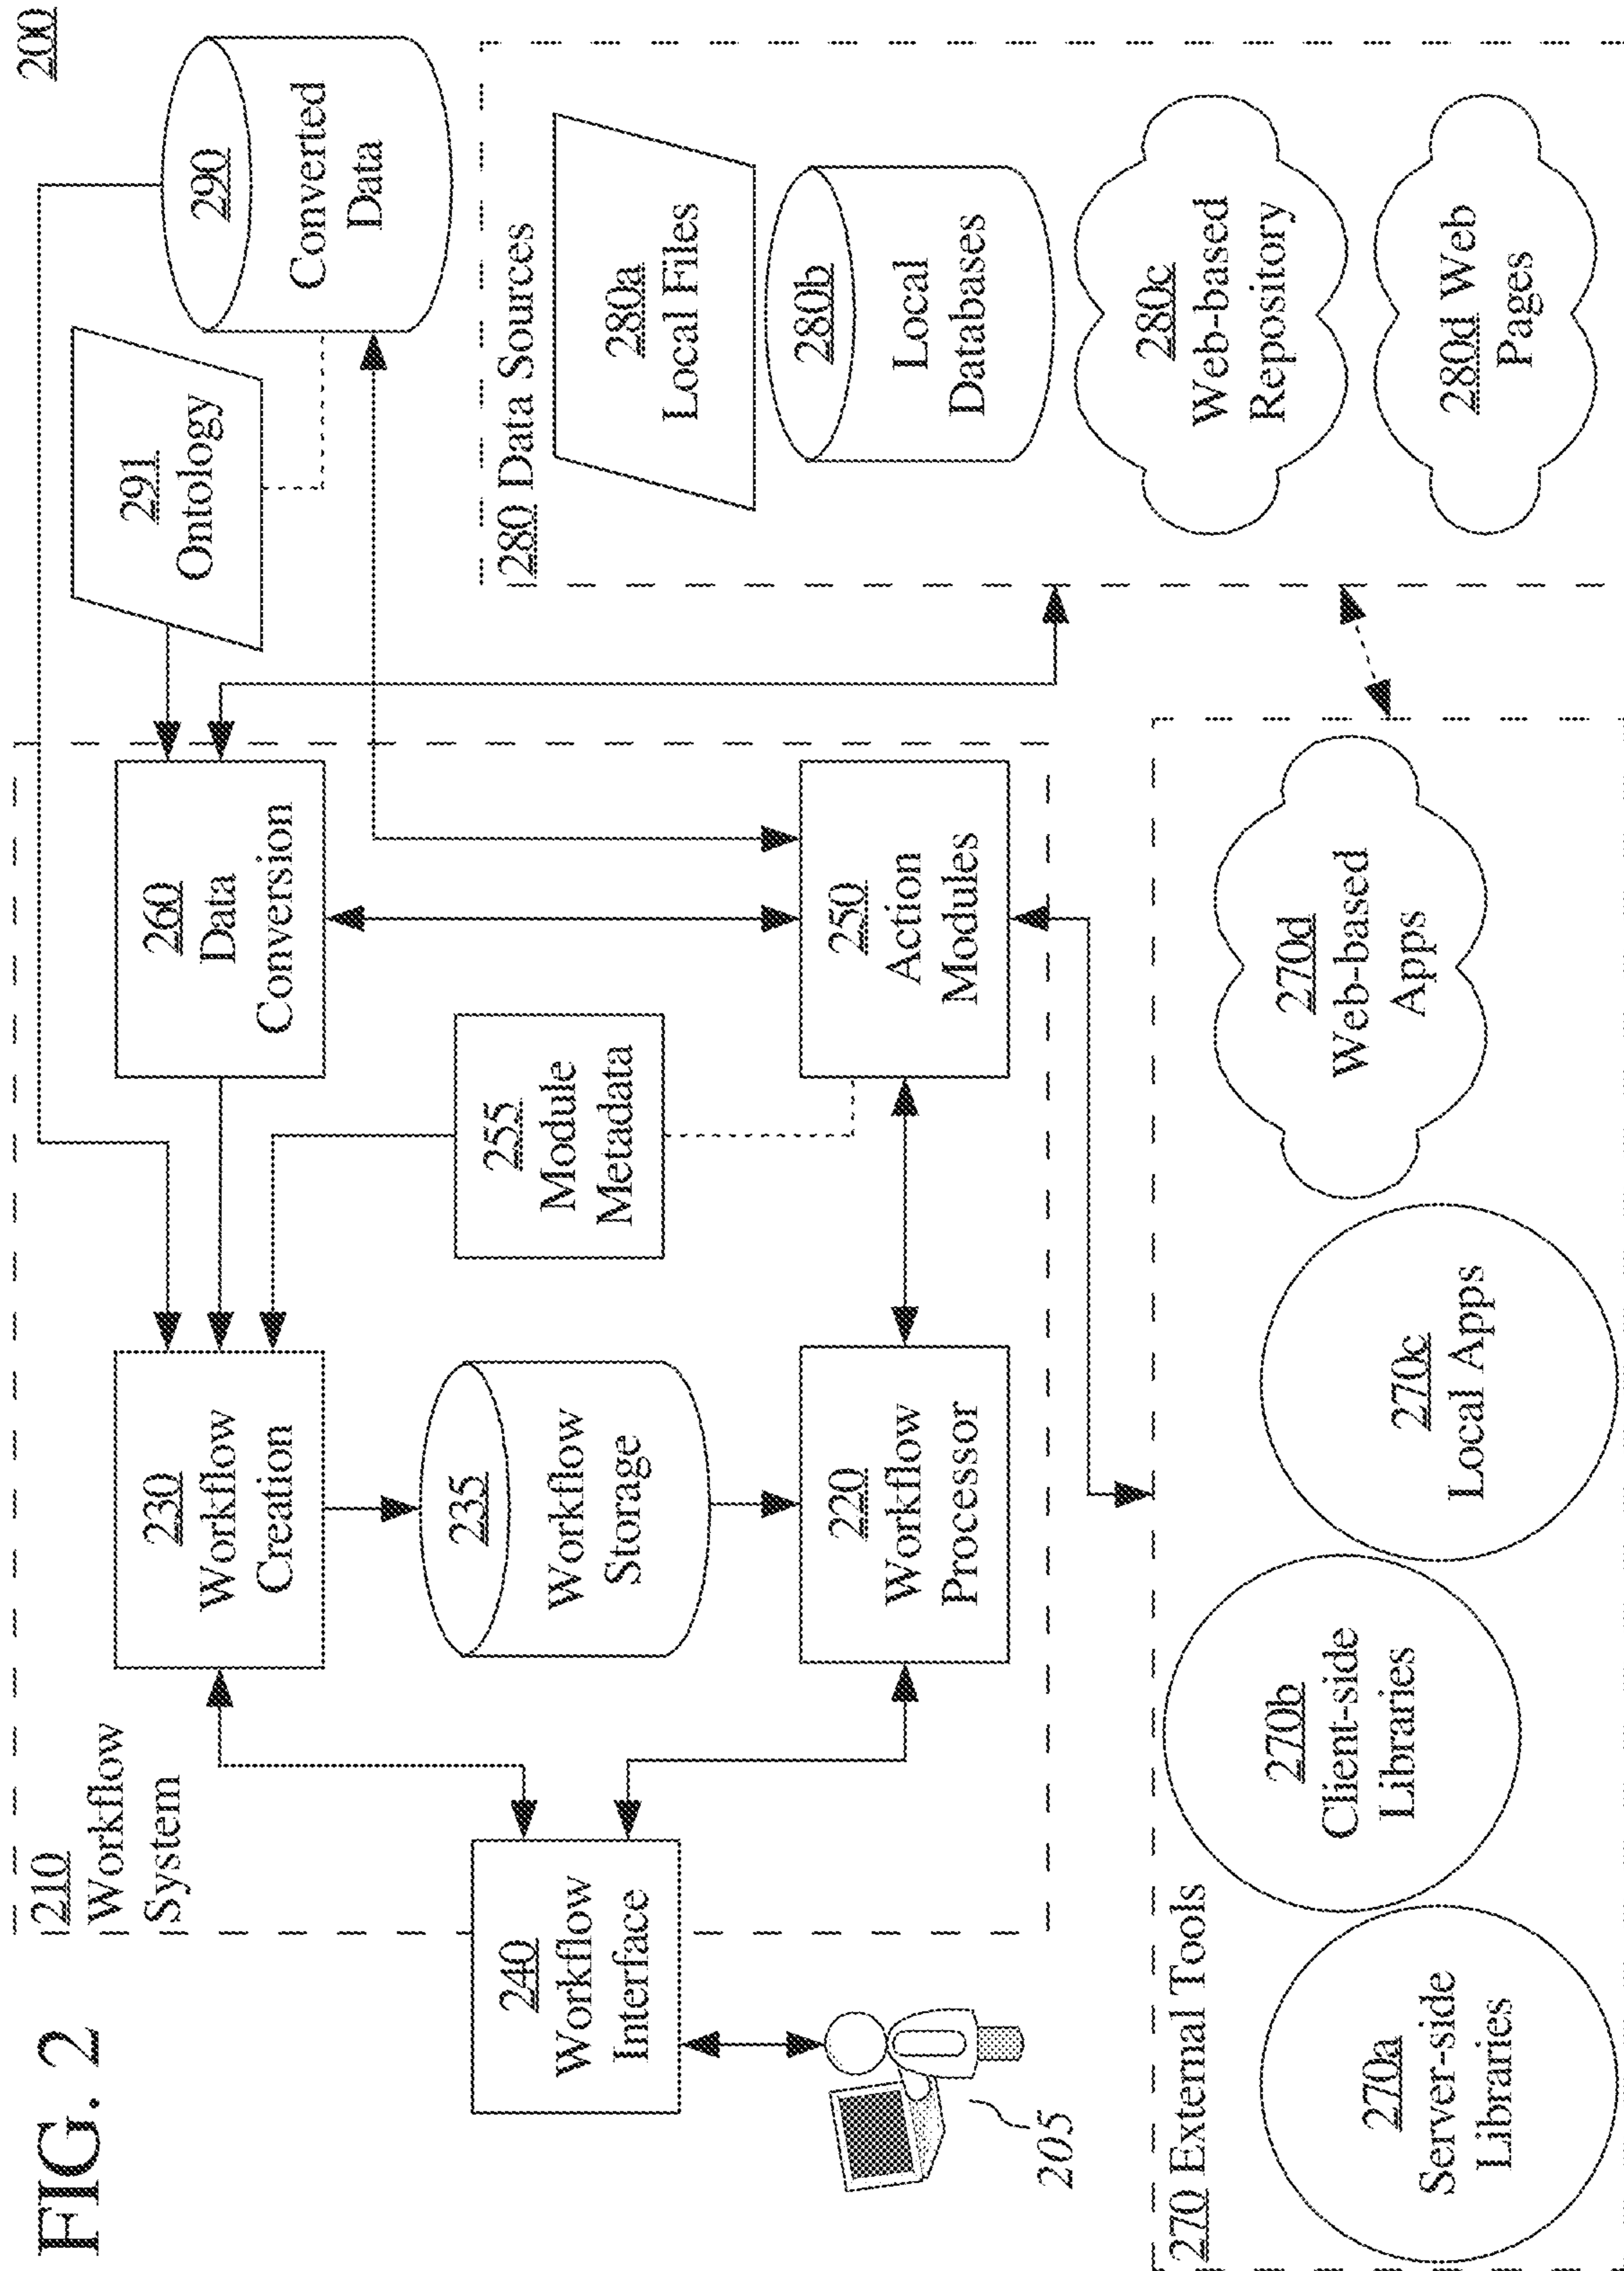 FIG. 2
200
210
Workflow
System
230
Workflow
Creation
260
Data
Conversion
291
Ontology
290
Converted
Data
240
Workflow
Interface
235
Workflow
Storage
255
Module
Metadata
220
Workflow
Processor
250
Action
Modules
205
280 Data Sources
280a
Local Files
280b
Local
Databases
280c
Web-based
Repository
280d Web
Pages
270 External Tools
270a
Server-side
Libraries
270b
Client-side
Libraries
270c
Local Apps
270d
Web-based
Apps